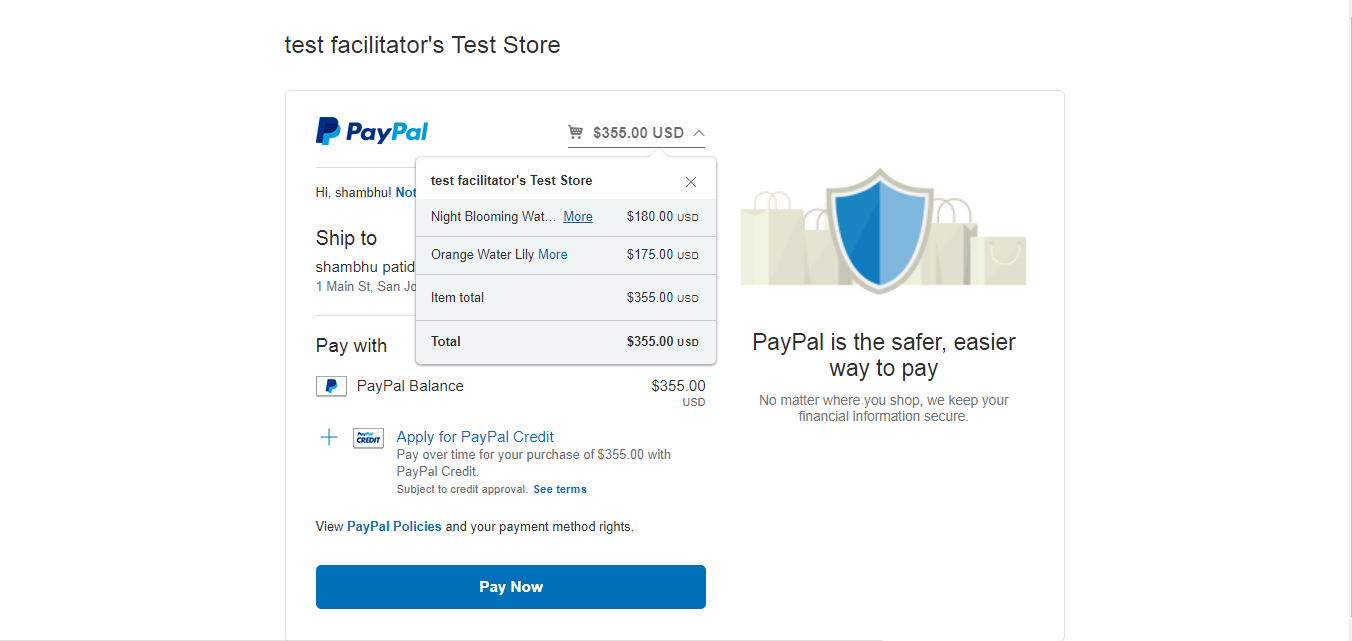 test facilitator's Test Store
PayPal
$355.00 USD
test facilitator's Test Store
Night Blooming Wat... More $180.00 USD
Orange Water Lily More $175.00 USD
Item total $355.00 USD
Total $355.00 USD
Hi, shambhu! Not
Ship to
shambhu patid
1 Main St, San Jo
Pay with
PayPal Balance $355.00
USD
PayPal
CREDIT
Apply for PayPal Credit
Pay over time for your purchase of $355.00 with
PayPal Credit.
Subject to credit approval. See terms
View PayPal Policies and your payment method rights.
Pay Now
PayPal is the safer, easier
way to pay
No matter where you shop, we keep your
financial information secure.